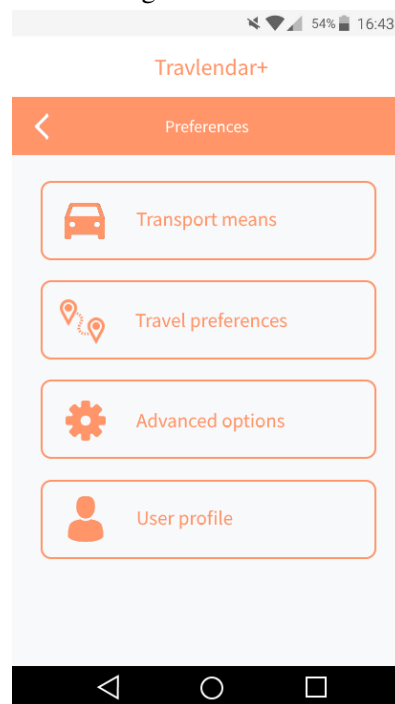 54% 16:43
Travlendar+
Preferences
Transport means
Travel preferences
Advanced options
User profile